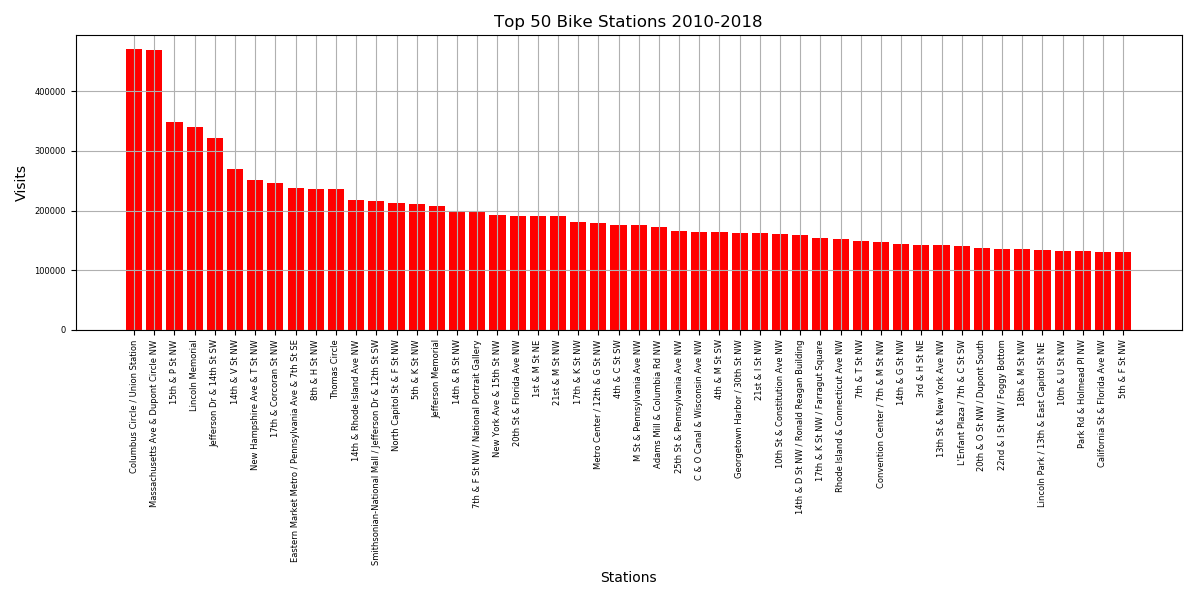 Top 50 Bike Stations 2010-2018
Visits
400000
300000
200000
100000
0
Columbus Circle / Union Station
Massachusetts Ave & Dupont Circle NW
15th & P St NW
Lincoln Memorial
Jefferson Dr & 14th St SW
14th & V St NW
New Hampshire Ave & T St NW
17th & Corcoran St NW
Eastern Market Metro / Pennsylvania Ave & 7th St SE
8th & H St NW
Thomas Circle
14th & Rhode Island Ave NW
Smithsonian-National Mall / Jefferson Dr & 12th St SW
North Capitol St & F St NW
5th & K St NW
Jefferson Memorial
14th & R St NW
7th & F St NW / National Portrait Gallery
New York Ave & 15th St NW
20th St & Florida Ave NW
1st & M St NE
21st & M St NW
17th & K St NW
Metro Center / 12th & G St NW
4th & C St SW
M St & Pennsylvania Ave NW
Adams Mill & Columbia Rd NW
25th St & Pennsylvania Ave NW
C & O Canal & Wisconsin Ave NW
4th & M St SW
Georgetown Harbor / 30th St NW
21st & I St NW
10th St & Constitution Ave NW
14th & D St NW / Ronald Reagan Building
17th & K St NW / Farragut Square
Rhode Island & Connecticut Ave NW
7th & T St NW
Convention Center / 7th & M St NW
14th & G St NW
3rd & H St NE
13th St & New York Ave NW
L'Enfant Plaza / 7th & C St SW
20th & O St NW / Dupont South
22nd & I St NW / Foggy Bottom
18th & M St NW
Lincoln Park / 13th & East Capitol St NE
10th & U St NW
Park Rd & Holmead Pl NW
California St & Florida Ave NW
5th & F St NW
Stations